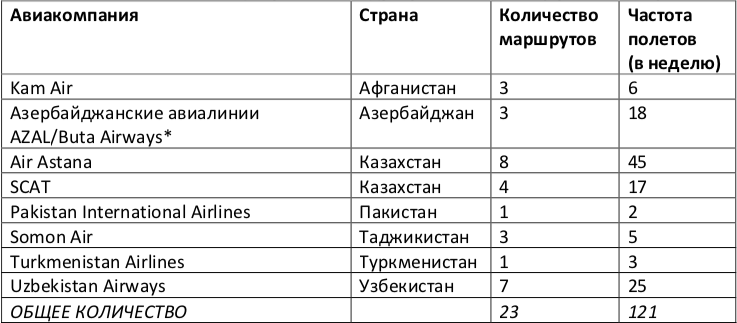 Авиакомпания Страна Количество маршрутов Частота полетов (в неделю)
Kam Air Афганистан 3 6
Азербайджанские авиалинии AZAL/Buta Airways* Азербайджан 3 18
Air Astana Казахстан 8 45
SCAT Казахстан 4 17
Pakistan International Airlines Пакистан 1 2
Somon Air Таджикистан 3 5
Turkmenistan Airlines Туркменистан 1 3
Uzbekistan Airways Узбекистан 7 25
ОБЩЕЕ КОЛИЧЕСТВО 23 121